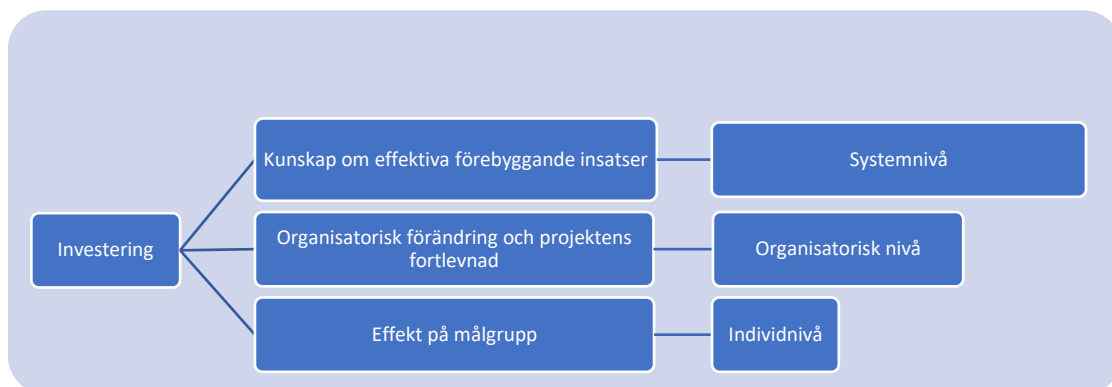 Investering
Kunskap om effektiva förebyggande insatser
Systemnivå
Organisatorisk förändring och projektens
fortlevnad
Organisatorisk nivå
Effekt på målgrupp
Individnivå